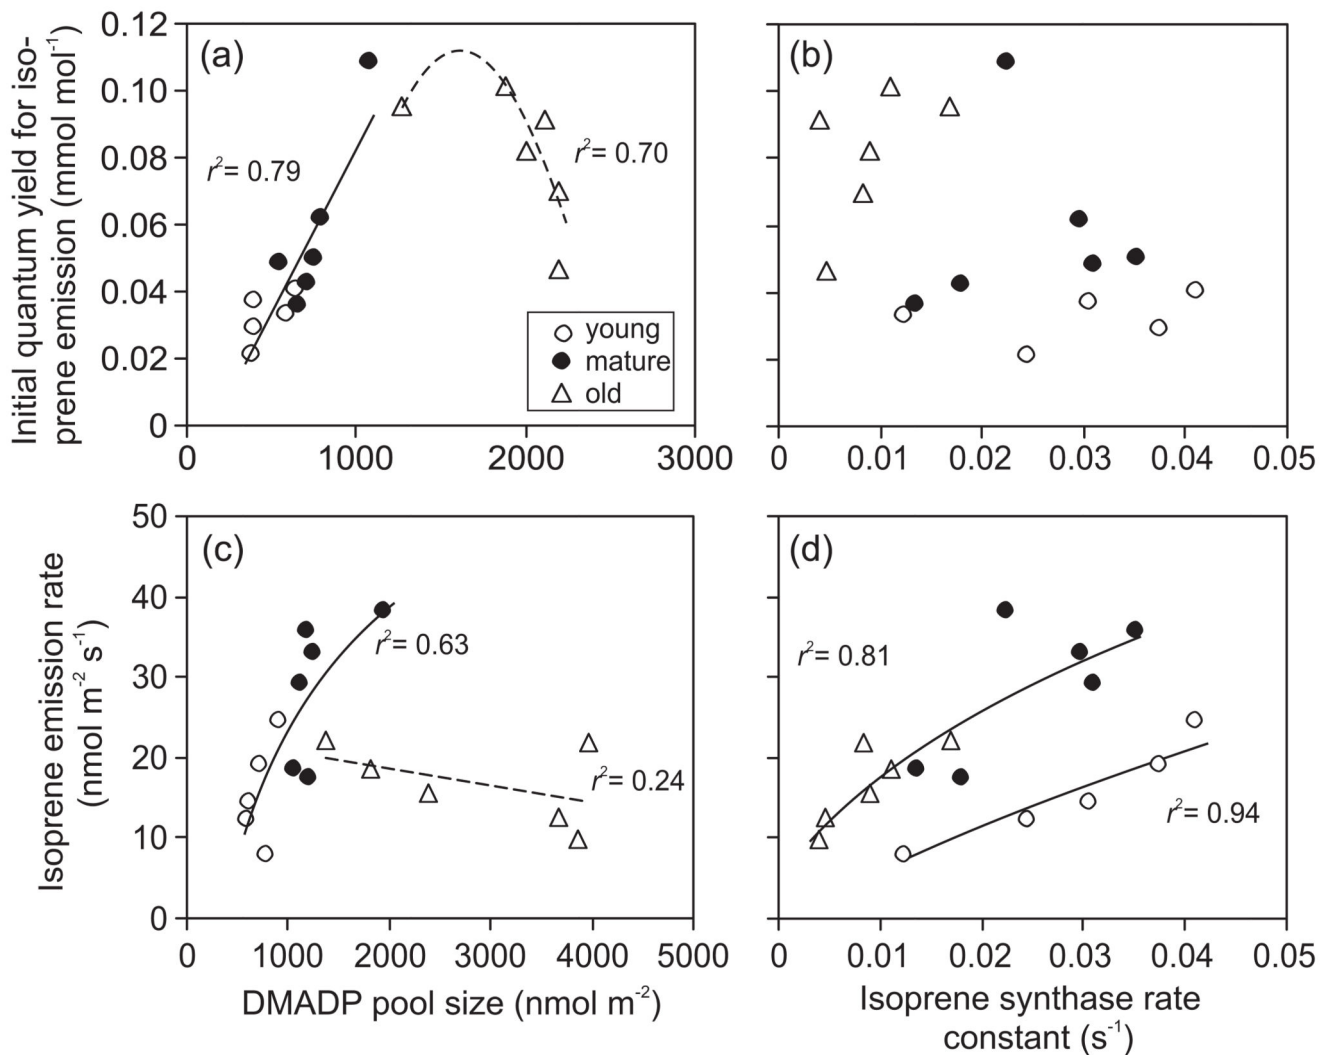 Initial quantum yield for iso-
prene emission (mmol mol-1)
0.12
0.10
0.08
0.06
0.04
0.02
0
(a)
r2= 0.79
r2= 0.70
young
mature
old
0
1000
2000
3000
(b)
0
0.01
0.02
0.03
0.04
0.05
Isoprene emission rate
(nmol m-2 s-1)
50
40
30
20
10
0
(c)
r2= 0.63
r2= 0.24
0
1000
2000
3000
4000
5000
DMADP pool size (nmol m-2)
(d)
r2= 0.81
r2= 0.94
0
0.01
0.02
0.03
0.04
0.05
Isoprene synthase rate
constant (s-1)